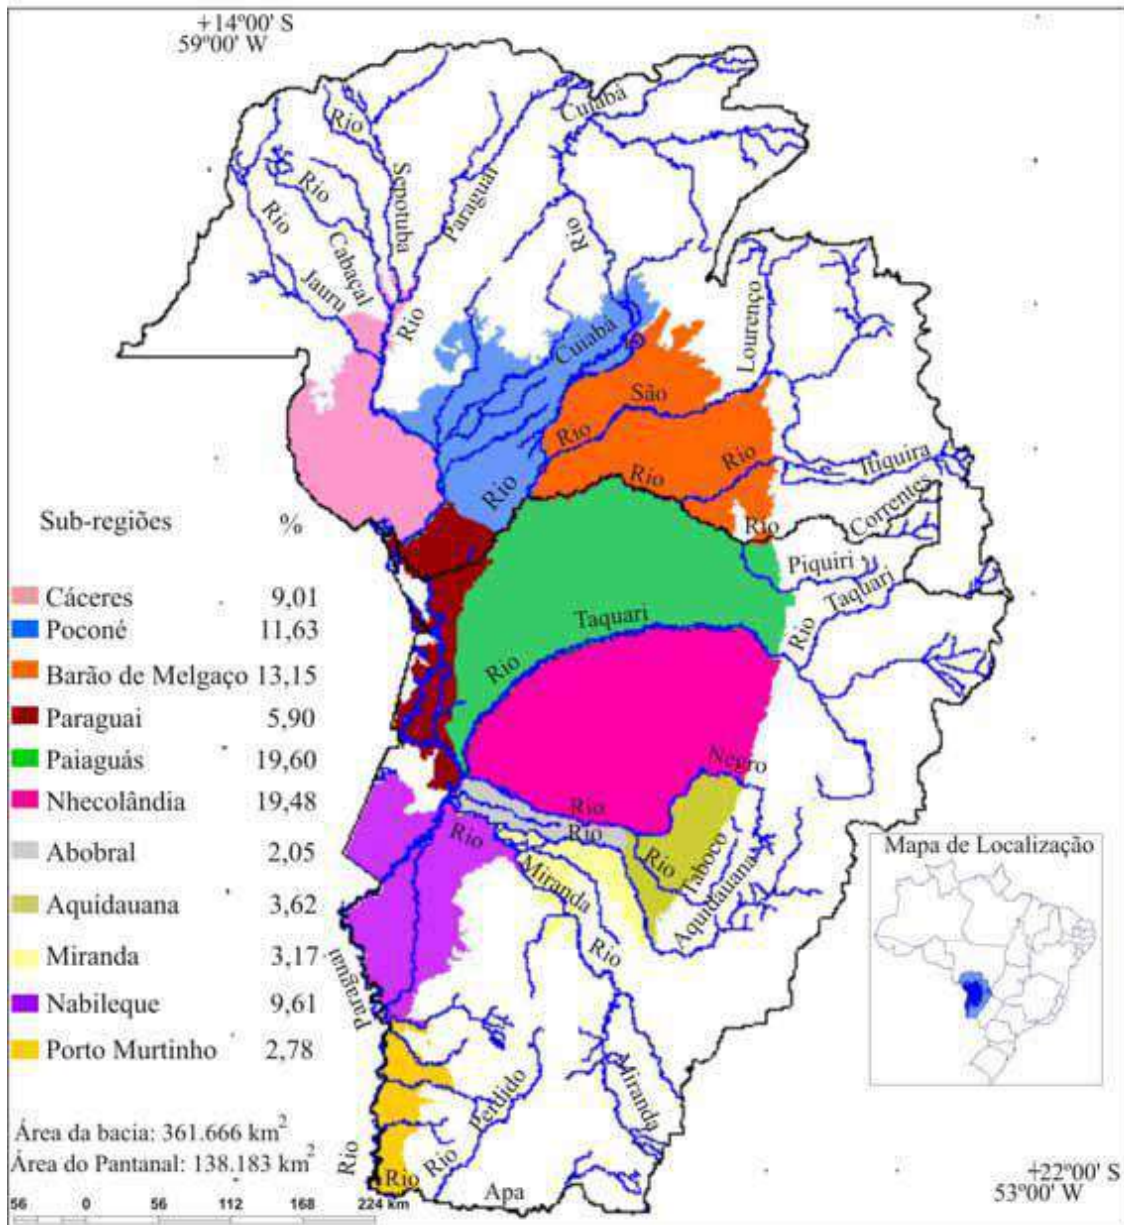 +14°00' S
59°00' W
Cuiabá
Rio
Sepotuba
Rio
Paraguai
Rio
Rio
Cabaçal
Jauru
Rio
Cuiabá
Lourenço
São
Rio
Rio
Itiquira
Rio
Rio
Correntes
Rio
Piquiri
Taquari
Rio
Taquari
Rio
Negro
Rio
Rio
Rio
Taboco
Aquidauana
Rio
Miranda
Rio
Paraguai
Miranda
Perdido
Rio
Rio
Rio
Apa
Sub-regiões %
Cáceres 9,01
Poconé 11,63
Barão de Melgaço 13,15
Paraguai 5,90
Paiaguás 19,60
Nhecolândia 19,48
Abobral 2,05
Aquidauana 3,62
Miranda 3,17
Nabileque 9,61
Porto Murtinho 2,78
Área da bacia: 361.666 km²
Área do Pantanal: 138.183 km²
56 0 56 112 168 224 km
Mapa de Localização
+22°00' S
53°00' W